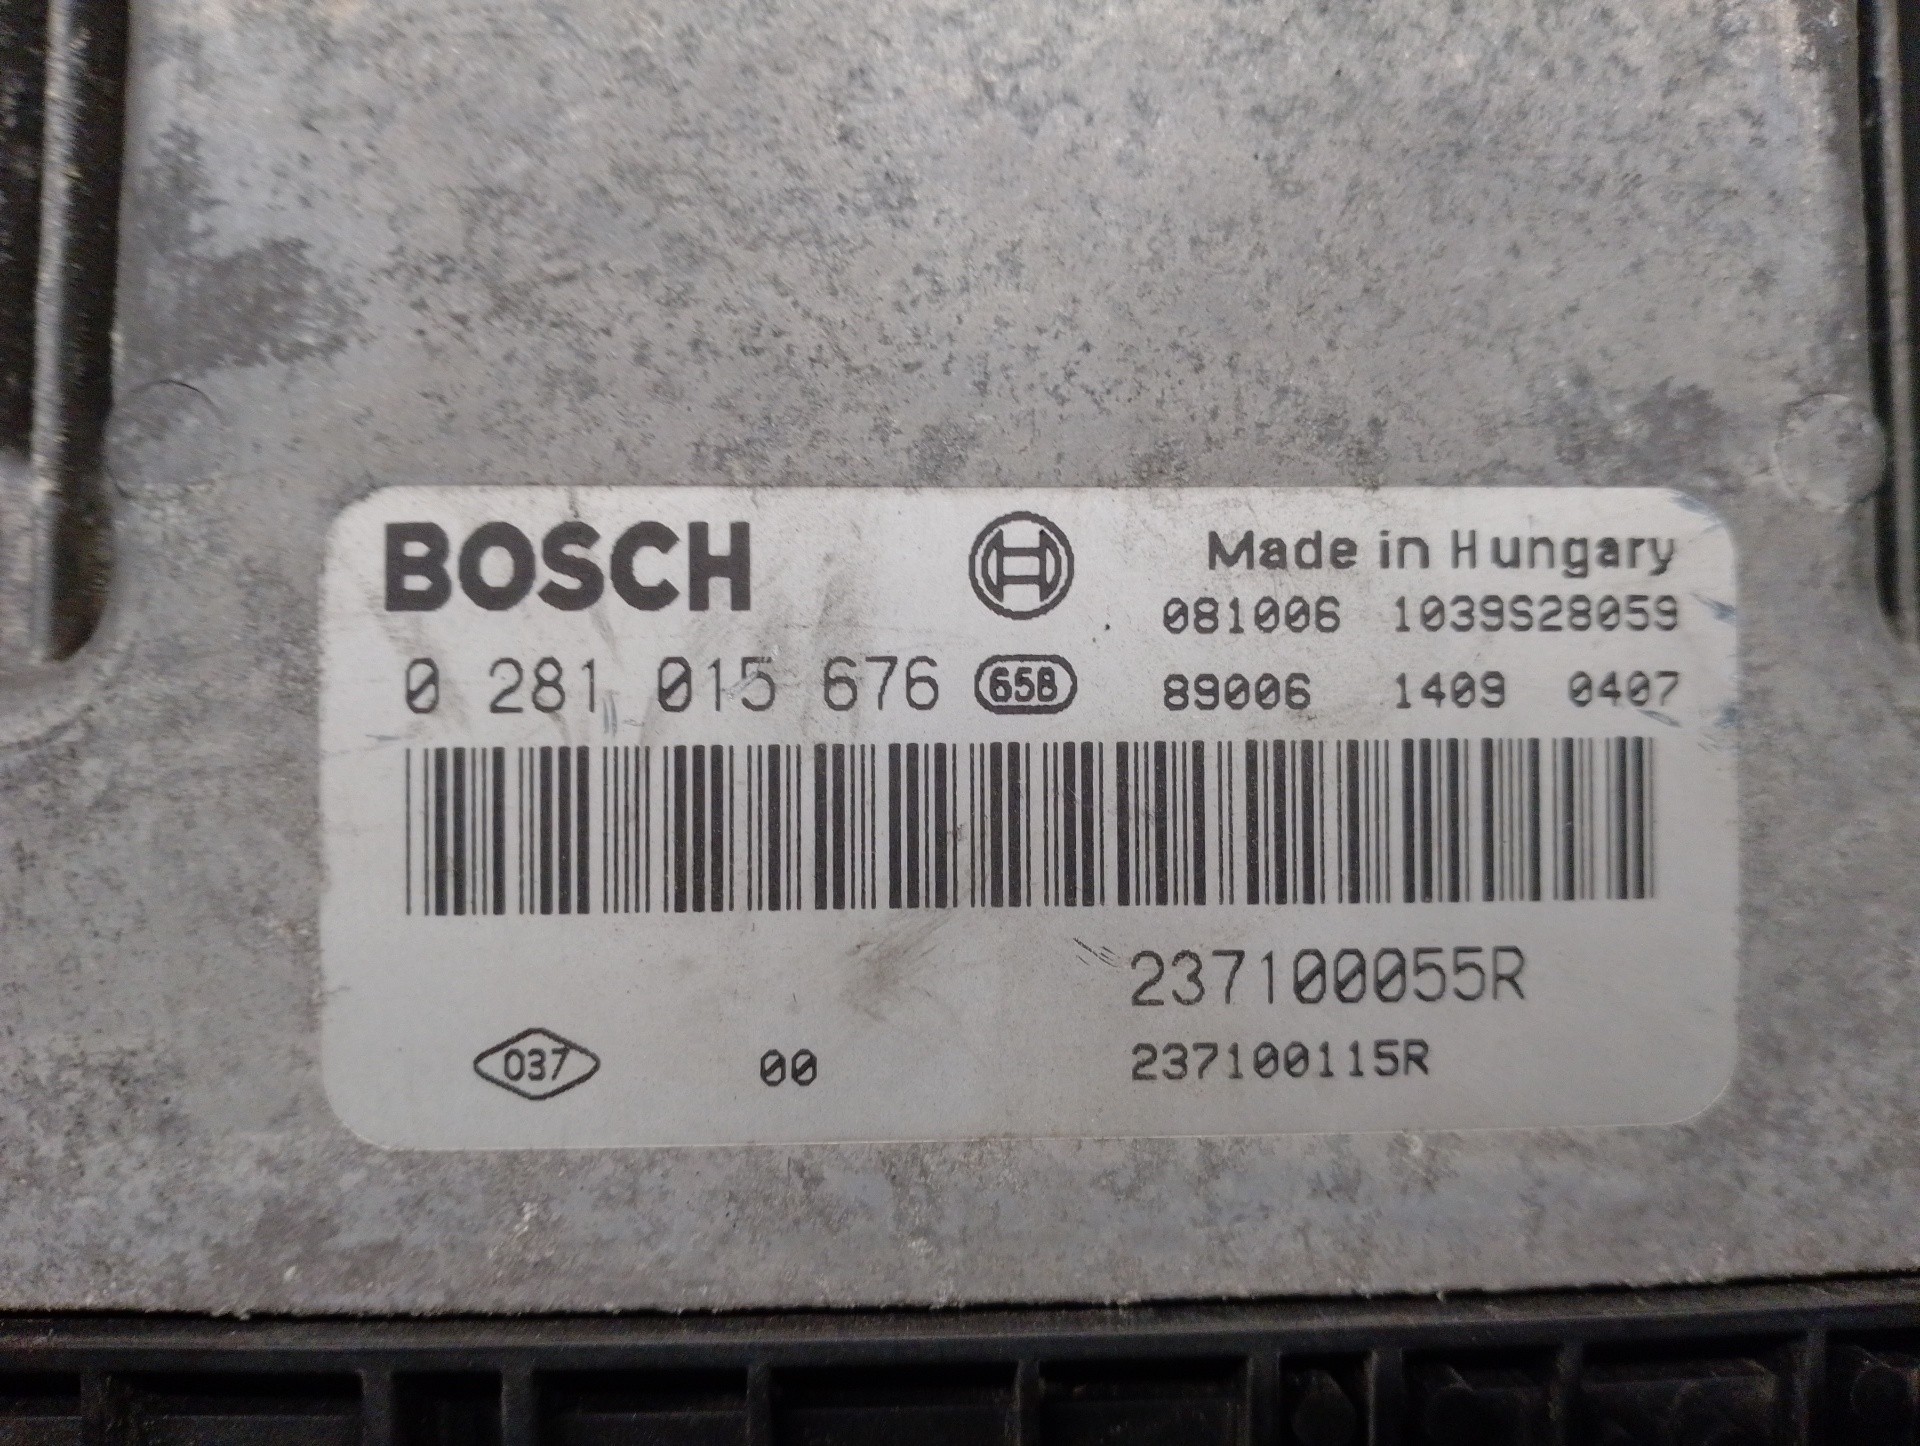 BOSCH
Made in Hungary
081006 1039S28059
0 281 015 676 658 89006 1409 0407
237100055R
037 00 237100115R